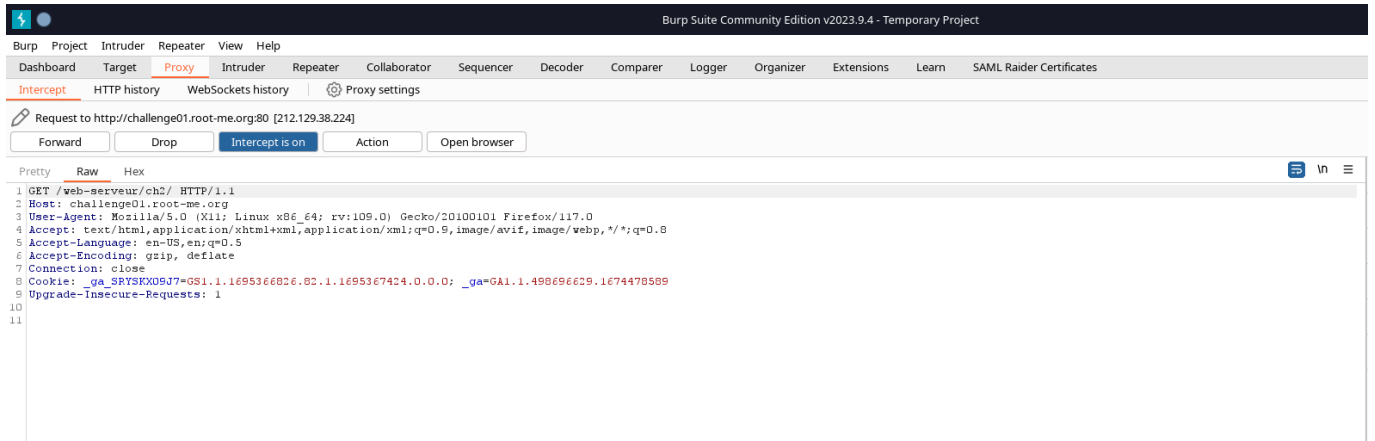 Burp Suite Community Edition v2023.9.4 - Temporary Project
Burp Project Intruder Repeater View Help
Dashboard Target Proxy Intruder Repeater Collaborator Sequencer Decoder Comparer Logger Organizer Extensions Learn SAML Raider Certificates
Intercept HTTP history WebSockets history Proxy settings
Request to http://challenge01.root-me.org:80 [212.129.38.224]
Forward Drop Intercept is on Action Open browser
Pretty Raw Hex \n
1 GET /web-serveur/ch2/ HTTP/1.1
2 Host: challenge01.root-me.org
3 User-Agent: Mozilla/5.0 (X11; Linux x86_64; rv:109.0) Gecko/20100101 Firefox/117.0
4 Accept: text/html,application/xhtml+xml,application/xml;q=0.9,image/avif,image/webp,*/*;q=0.8
5 Accept-Language: en-US,en;q=0.5
6 Accept-Encoding: gzip, deflate
7 Connection: close
8 Cookie: _ga_SRYSKX09J7=GS1.1.1695366826.82.1.1695367424.0.0.0; _ga=GA1.1.498696629.1674478589
9 Upgrade-Insecure-Requests: 1
10
11